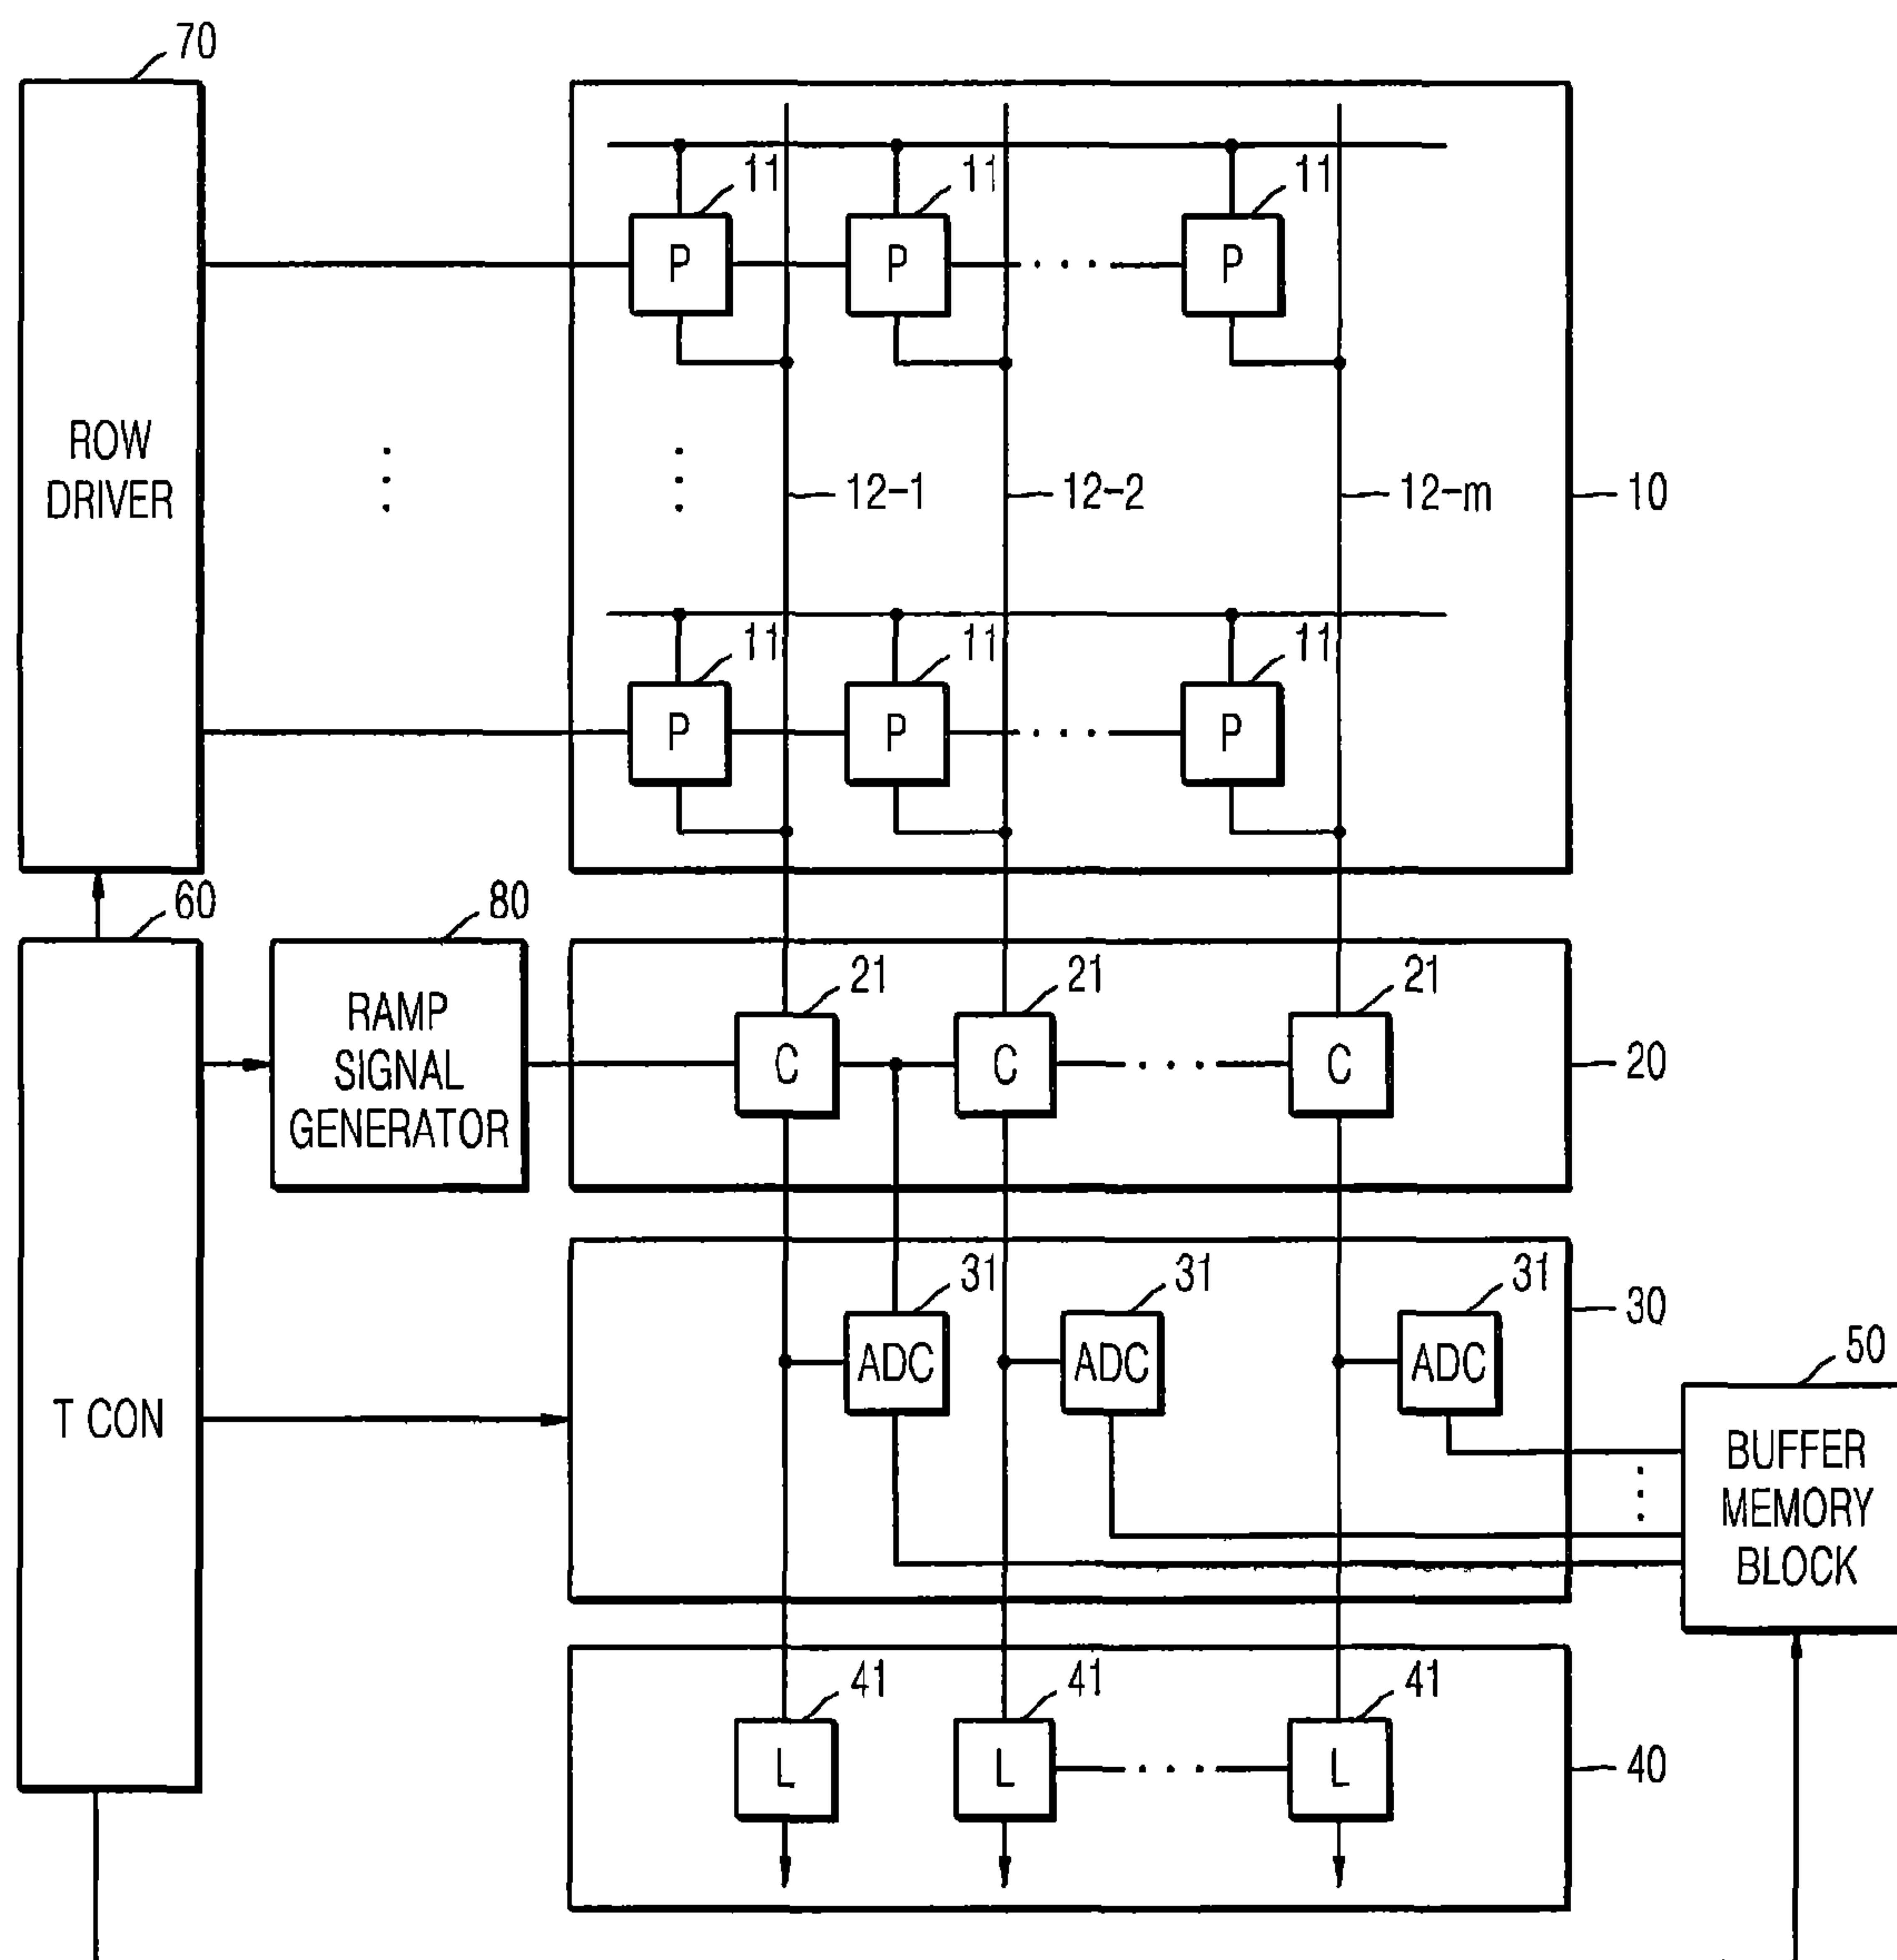 70
11 11 11
P P P
ROW
DRIVER
12-1 12-2 12-m 10
11 11 11
P P P
60 80
21 21 21
RAMP
SIGNAL
GENERATOR
C C C
20
31 31 31
30
ADC ADC ADC
50
T CON
BUFFER
MEMORY
BLOCK
41 41 41
L L L
40